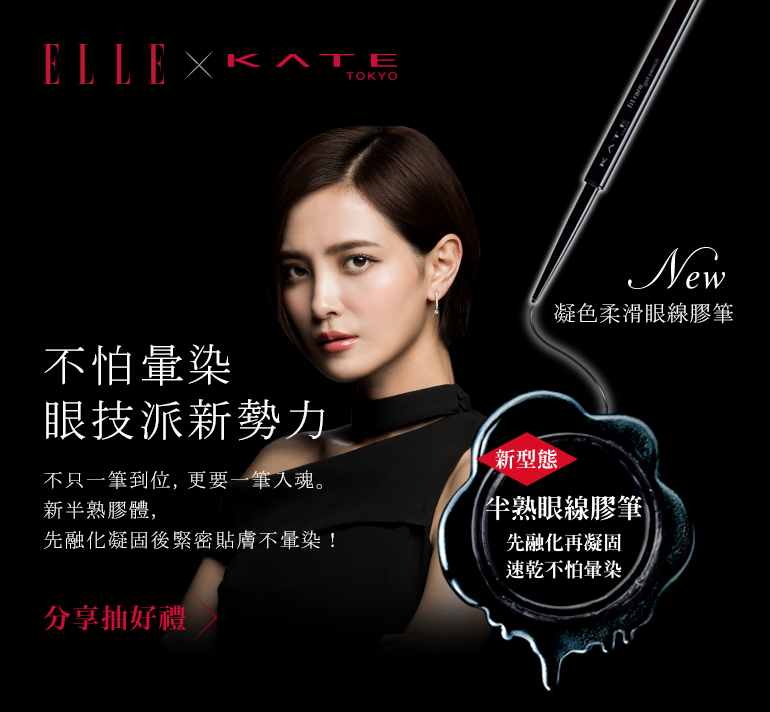 ELLE × KATE
TOKYO
KATE
New
凝色柔滑眼線膠筆
不怕暈染
眼技派新勢力
不只一筆到位, 更要一筆入魂。
新半熟膠體,
先融化凝固後緊密貼膚不暈染！
分享抽好禮
新型態
半熟眼線膠筆
先融化再凝固
速乾不怕暈染